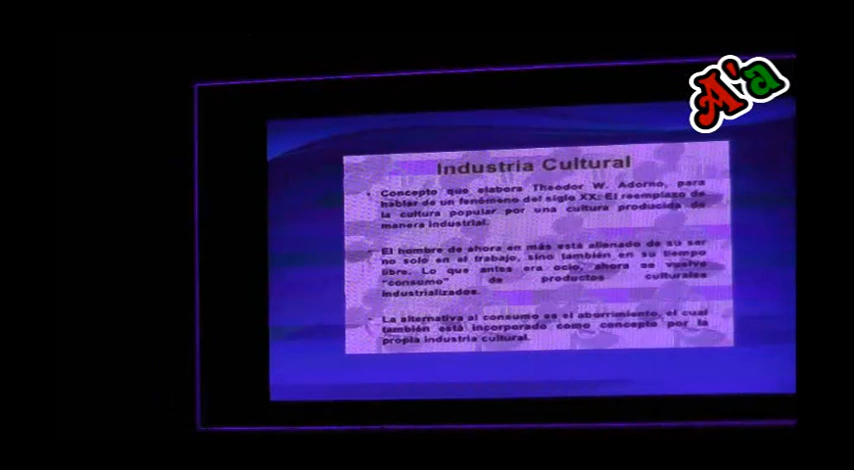 A'a
Industria Cultural
• Concepto que elabora Theodor W. Adorno, para
hablar de un fenómeno del siglo XX: El reemplazo de
la cultura popular por una cultura producida de
manera industrial.
• El hombre de ahora en más está alienado de su ser
no solo en el trabajo, sino también en su tiempo
libre. Lo que antes era ocio, ahora se vuelve
"consumo" de productos culturales
industrializados.
• La alternativa al consumo es el aburrimiento, el cual
también está incorporado como concepto por la
propia industria cultural.